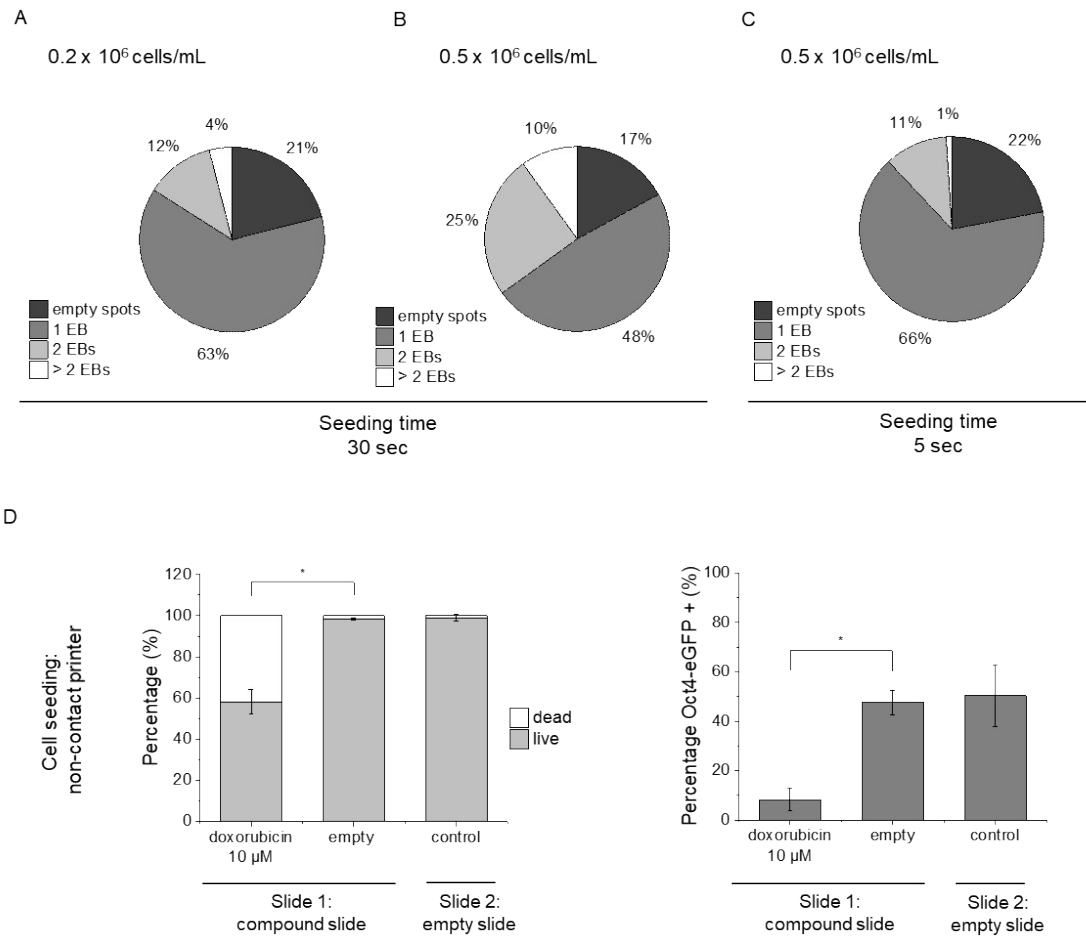 A
B
C
0.2 x 10⁶ cells/mL
0.5 x 10⁶ cells/mL
0.5 x 10⁶ cells/mL
4%
12%
21%
63%
empty spots
1 EB
2 EBs
> 2 EBs
10%
17%
25%
48%
empty spots
1 EB
2 EBs
> 2 EBs
1%
11%
22%
66%
empty spots
1 EB
2 EBs
> 2 EBs
Seeding time
30 sec
Seeding time
5 sec
D
Cell seeding:
non-contact printer
Percentage (%)
120
100
80
60
40
20
0
*
dead
live
doxorubicin
10 µM
empty
control
Slide 1:
compound slide
Slide 2:
empty slide
Percentage Oct4-eGFP + (%)
100
80
60
40
20
0
*
doxorubicin
10 µM
empty
control
Slide 1:
compound slide
Slide 2:
empty slide